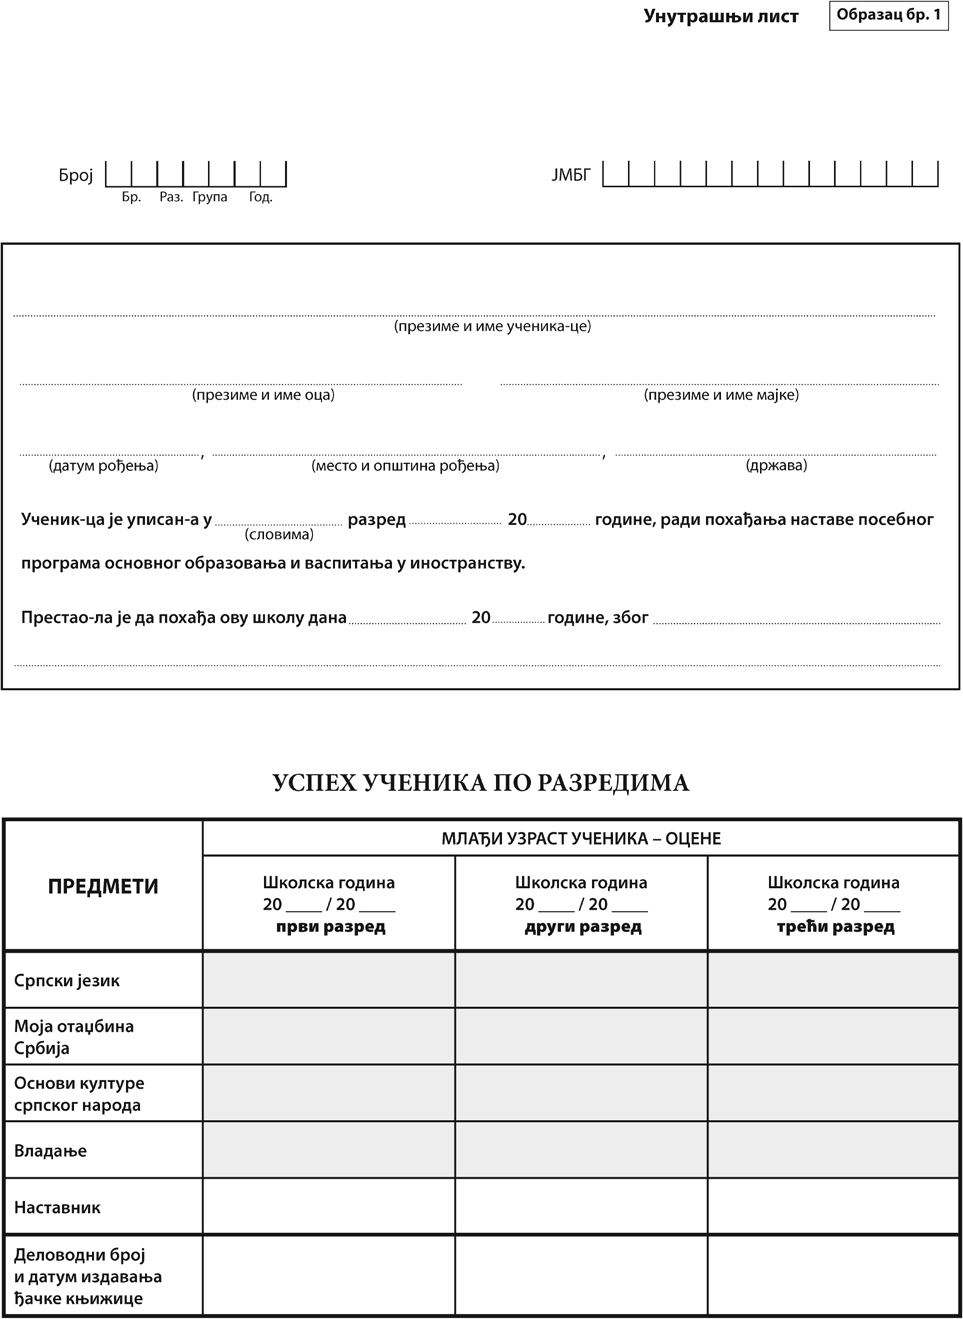 Унутрашњи лист Образац бр. 1
Број ЈМБГ
Бр. Раз. Група Год.
(презиме и име ученика-це)
(презиме и име оца) (презиме и име мајке)
, ,
(датум рођења) (место и општина рођења) (држава)
Ученик-ца је уписан-а у ........................ разред ........................ 20................ године, ради похађања наставе посебног
(словима)
програма основног образовања и васпитања у иностранству.
Престао-ла је да похађа ову школу дана........................ 20.............. године, због ........................
УСПЕХ УЧЕНИКА ПО РАЗРЕДИМА
ПРЕДМЕТИ
МЛАЂИ УЗРАСТ УЧЕНИКА – ОЦЕНЕ
Школска година
20 ____ / 20 ____
први разред
Школска година
20 ____ / 20 ____
други разред
Школска година
20 ____ / 20 ____
трећи разред
Српски језик
Моја отаџбина
Србија
Основи културе
српског народа
Владање
Наставник
Деловодни број
и датум издавања
ђачке књижице